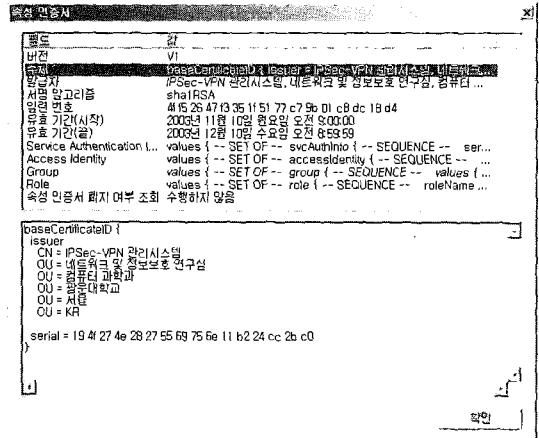 속성 인증서
필드 값
버전 V1
baseCertificateID { issuer = IPSec-VPN 관리시스템, 네트워크...
발급자 IPSec-VPN 관리시스템, 네트워크 및 정보보호 연구실, 컴퓨터 ...
서명 알고리즘 sha1RSA
일련 번호 4f f5 26 47 f3 35 1f 51 77 c7 9b 01 c8 dc 18 d4
유효 기간(시작) 2003년 11월 10일 월요일 오전 9:00:00
유효 기간(끝) 2003년 12월 10일 수요일 오전 8:59:59
Service Authentication I... values { -- SET OF -- svcAuthInfo { -- SEQUENCE -- ser...
Access Identity values { -- SET OF -- accessIdentity { -- SEQUENCE -- ...
Group values { -- SET OF -- group { -- SEQUENCE -- values { ...
Role values { -- SET OF -- role { -- SEQUENCE -- roleName ...
속성 인증서 폐지 여부 조회 수행하지 않음
baseCertificateID {
issuer
CN = IPSec-VPN 관리시스템
OU = 네트워크 및 정보보호 연구실
OU = 컴퓨터 과학과
OU = 광운대학교
OU = 서울
OU = KR
serial = 19 4f 27 4e 28 27 55 69 75 6e 11 b2 24 cc 2b c0
}
확인